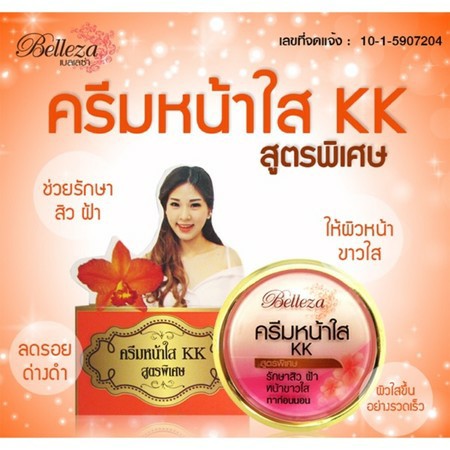 Belleza
เบลเลซ่า
เลขที่จดแจ้ง : 10-1-5907204
ครีมหน้าใส KK
สูตรพิเศษ
ช่วยรักษา
สิว ฝ้า
ให้ผิวหน้า
ขาวใส
ลดรอย
ด่างดำ
ครีมหน้าใส KK
สูตรพิเศษ
Belleza
ครีมหน้าใส
KK
สูตรพิเศษ
รักษาสิว ฝ้า
หน้าขาวใส
ทาก่อนนอน
ผิวใสขึ้น
อย่างรวดเร็ว